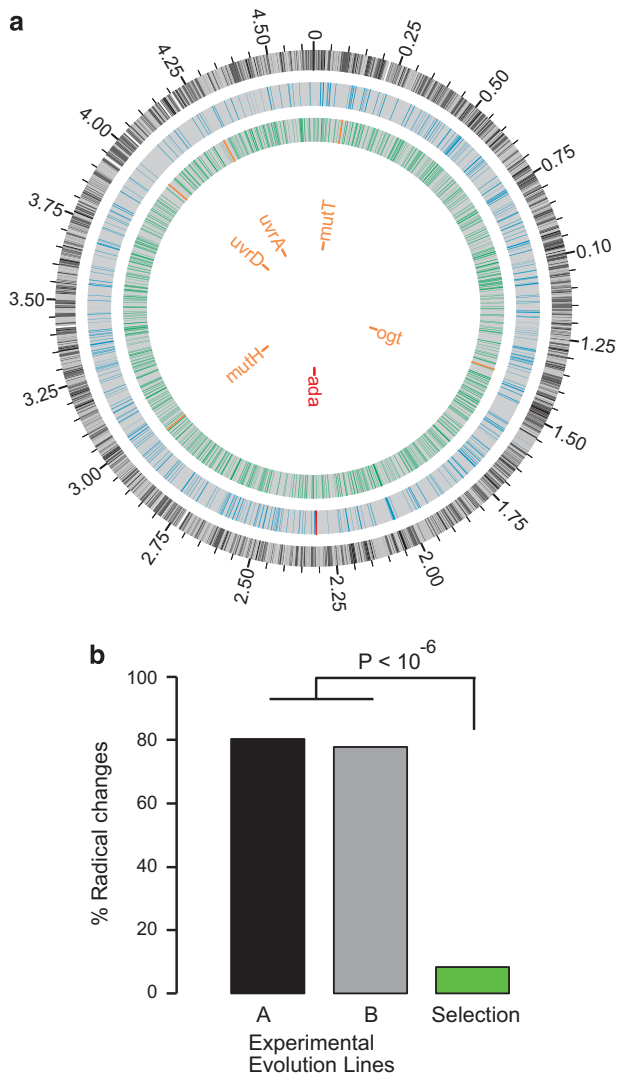 a
0
0.25
0.50
0.75
0.10
1.25
1.50
1.75
2.00
2.25
2.50
2.75
3.00
3.25
3.50
3.75
4.00
4.25
4.50
mutT
uvrA
uvrD
ogt
mutH
ada
b
P < 10-6
% Radical changes
100
80
60
40
20
0
A
B
Selection
Experimental
Evolution Lines